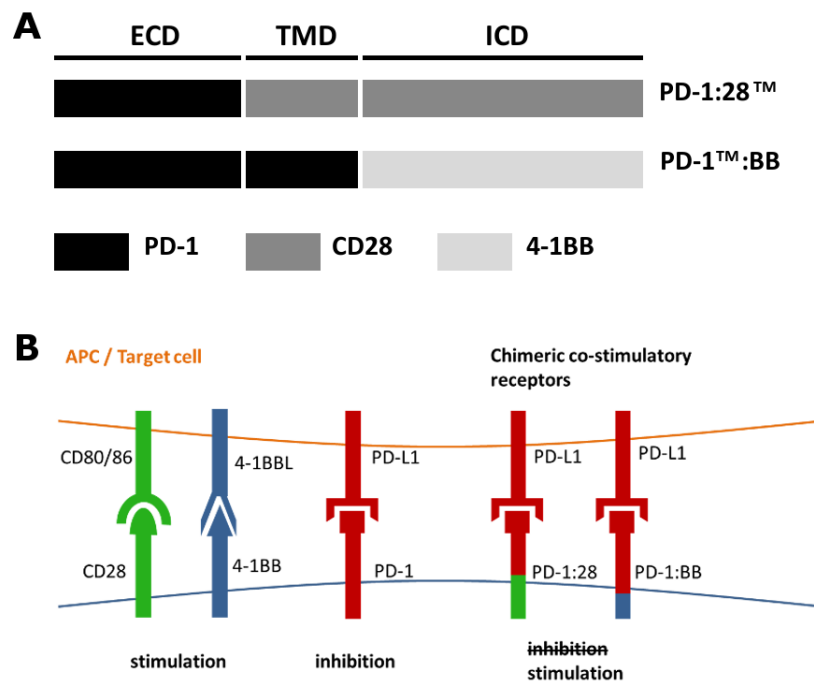 A
ECD TMD ICD
PD-1:28™
PD-1™:BB
PD-1 CD28 4-1BB
B
APC / Target cell
Chimeric co-stimulatory
receptors
CD80/86 4-1BBL PD-L1 PD-L1 PD-L1
CD28 4-1BB PD-1 PD-1:28 PD-1:BB
stimulation inhibition inhibition
stimulation